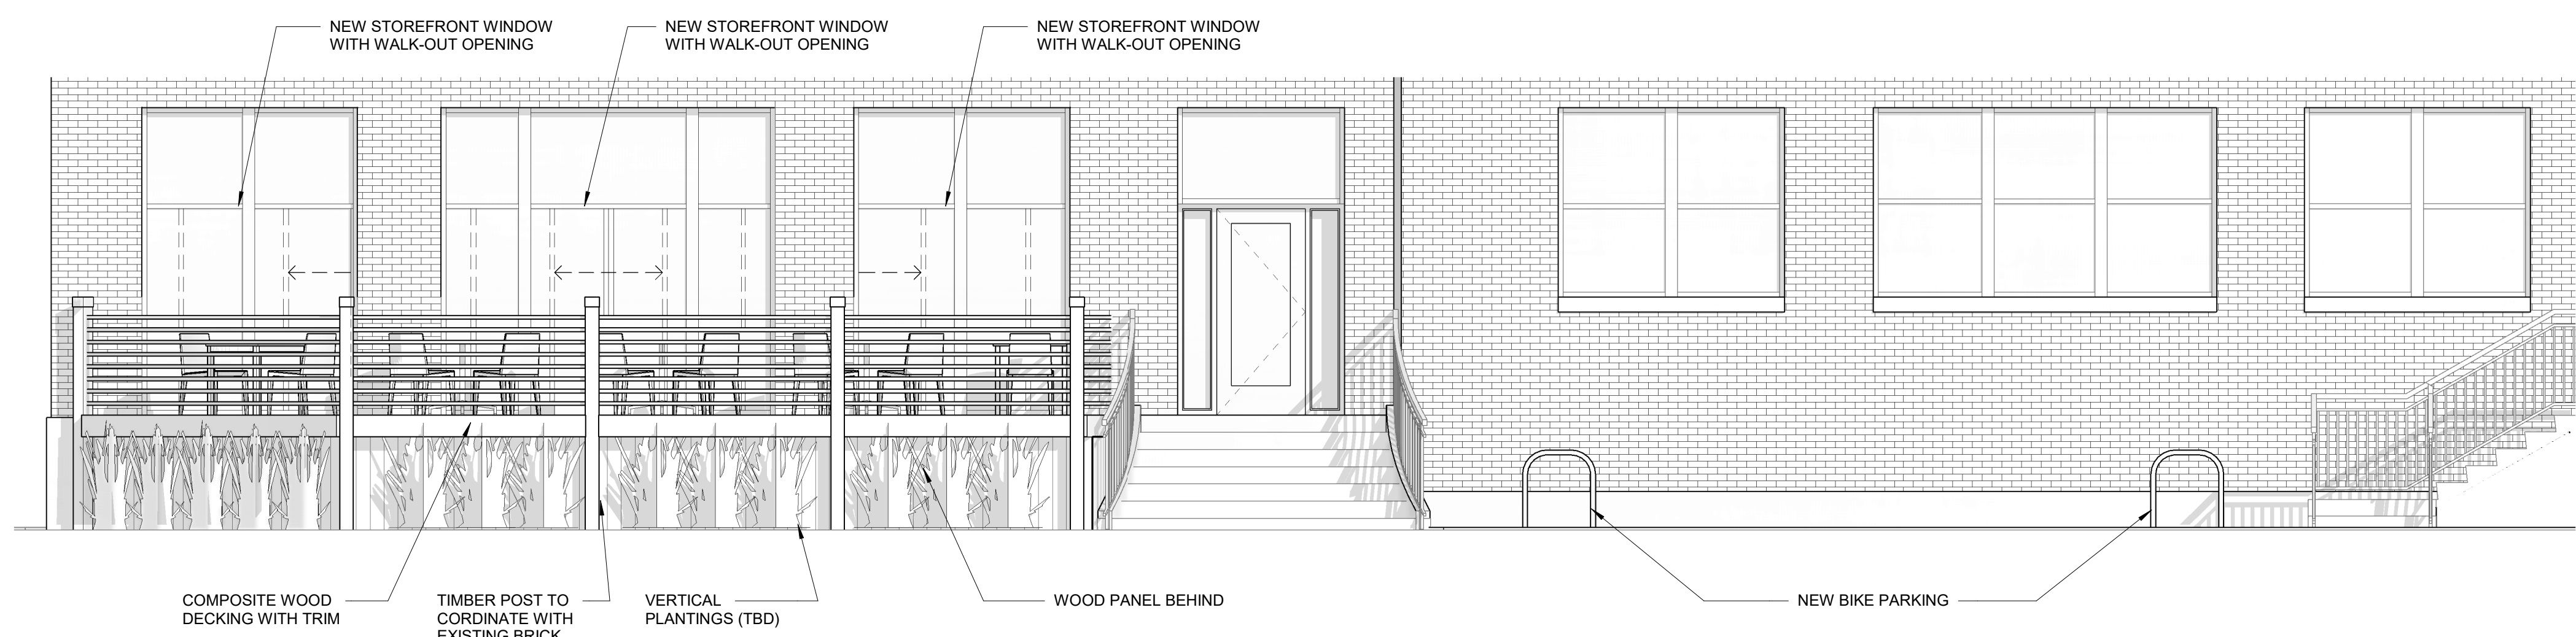 NEW STOREFRONT WINDOW
WITH WALK-OUT OPENING
NEW STOREFRONT WINDOW
WITH WALK-OUT OPENING
NEW STOREFRONT WINDOW
WITH WALK-OUT OPENING
COMPOSITE WOOD
DECKING WITH TRIM
TIMBER POST TO
CORDINATE WITH
EXISTING BRICK
VERTICAL
PLANTINGS (TBD)
WOOD PANEL BEHIND
NEW BIKE PARKING